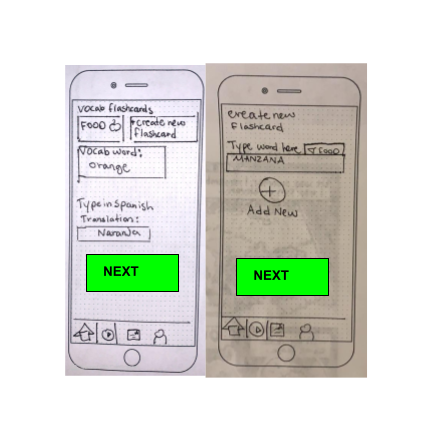 Vocab flashcards
FOOD
create new
flashcard
Vocab word:
orange
Type in Spanish
Translation:
Naranja
NEXT
create new
Flashcard
Type word here
FOOD
MANZANA
Add New
NEXT